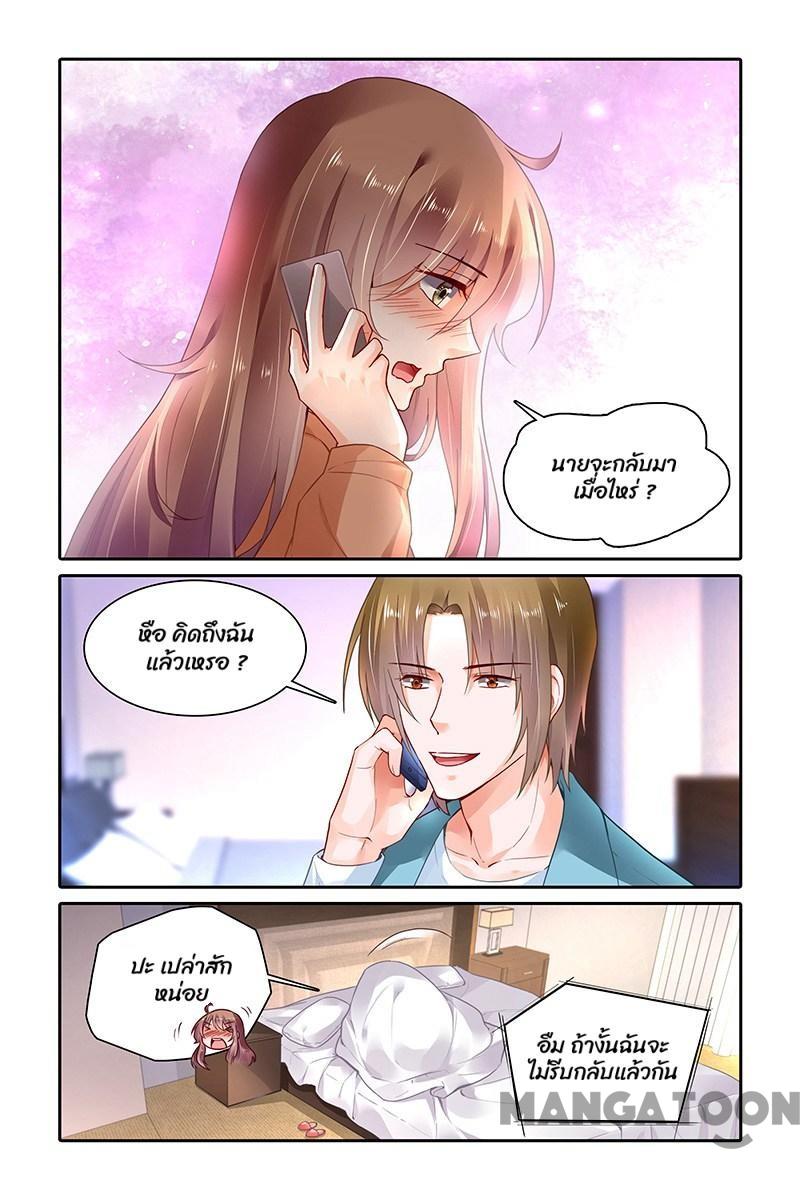 นายจะกลับมา
เมื่อไหร่ ?
หือ คิดถึงฉัน
แล้วเหรอ ?
ปะ เปล่าสัก
หน่อย
อืม ถ้างั้นฉันจะ
ไม่รีบกลับแล้วกัน
MANGATOON